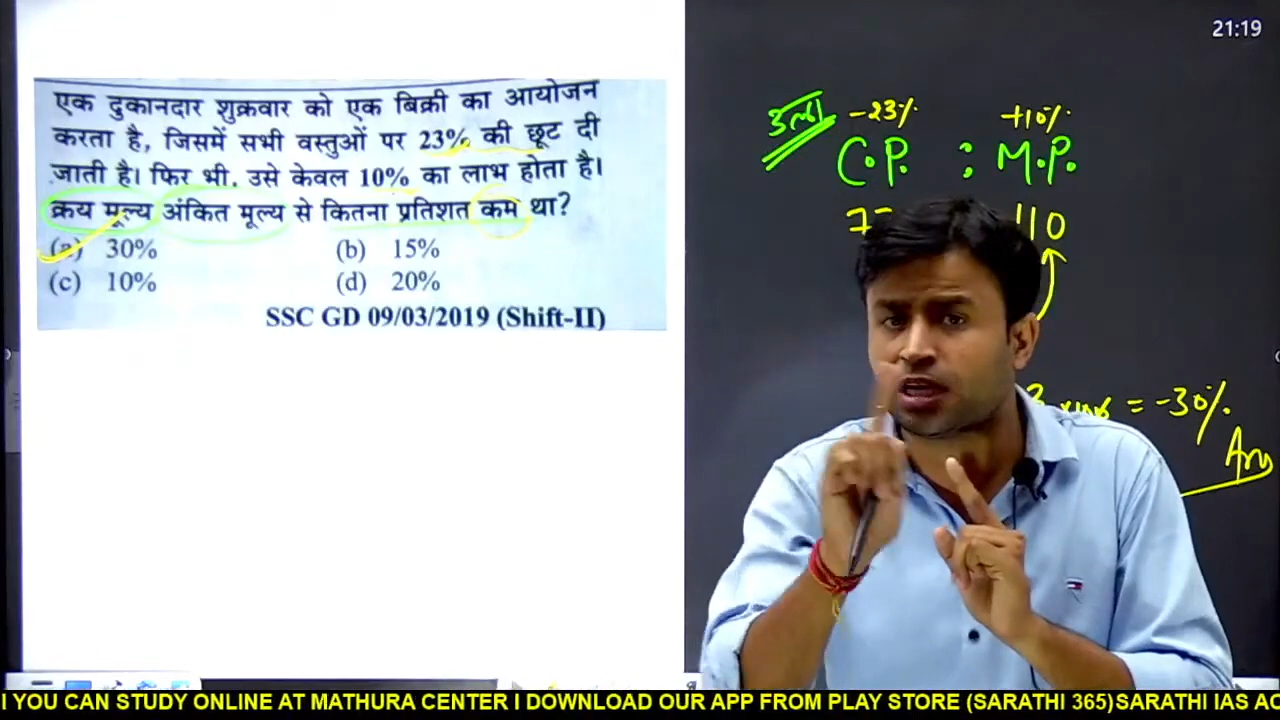 21:19
एक दुकानदार शुक्रवार को एक बिक्री का आयोजन
करता है, जिसमें सभी वस्तुओं पर 23% की छूट दी
जाती है। फिर भी. उसे केवल 10% का लाभ होता है।
क्रय मूल्य अंकित मूल्य से कितना प्रतिशत कम था?
(a) 30% (b) 15%
(c) 10% (d) 20%
SSC GD 09/03/2019 (Shift-II)
-23% +10%
C.P. : M.P.
110
= -30%
Ans
I YOU CAN STUDY ONLINE AT MATHURA CENTER I DOWNLOAD OUR APP FROM PLAY STORE (SARATHI 365)SARATHI IAS AC